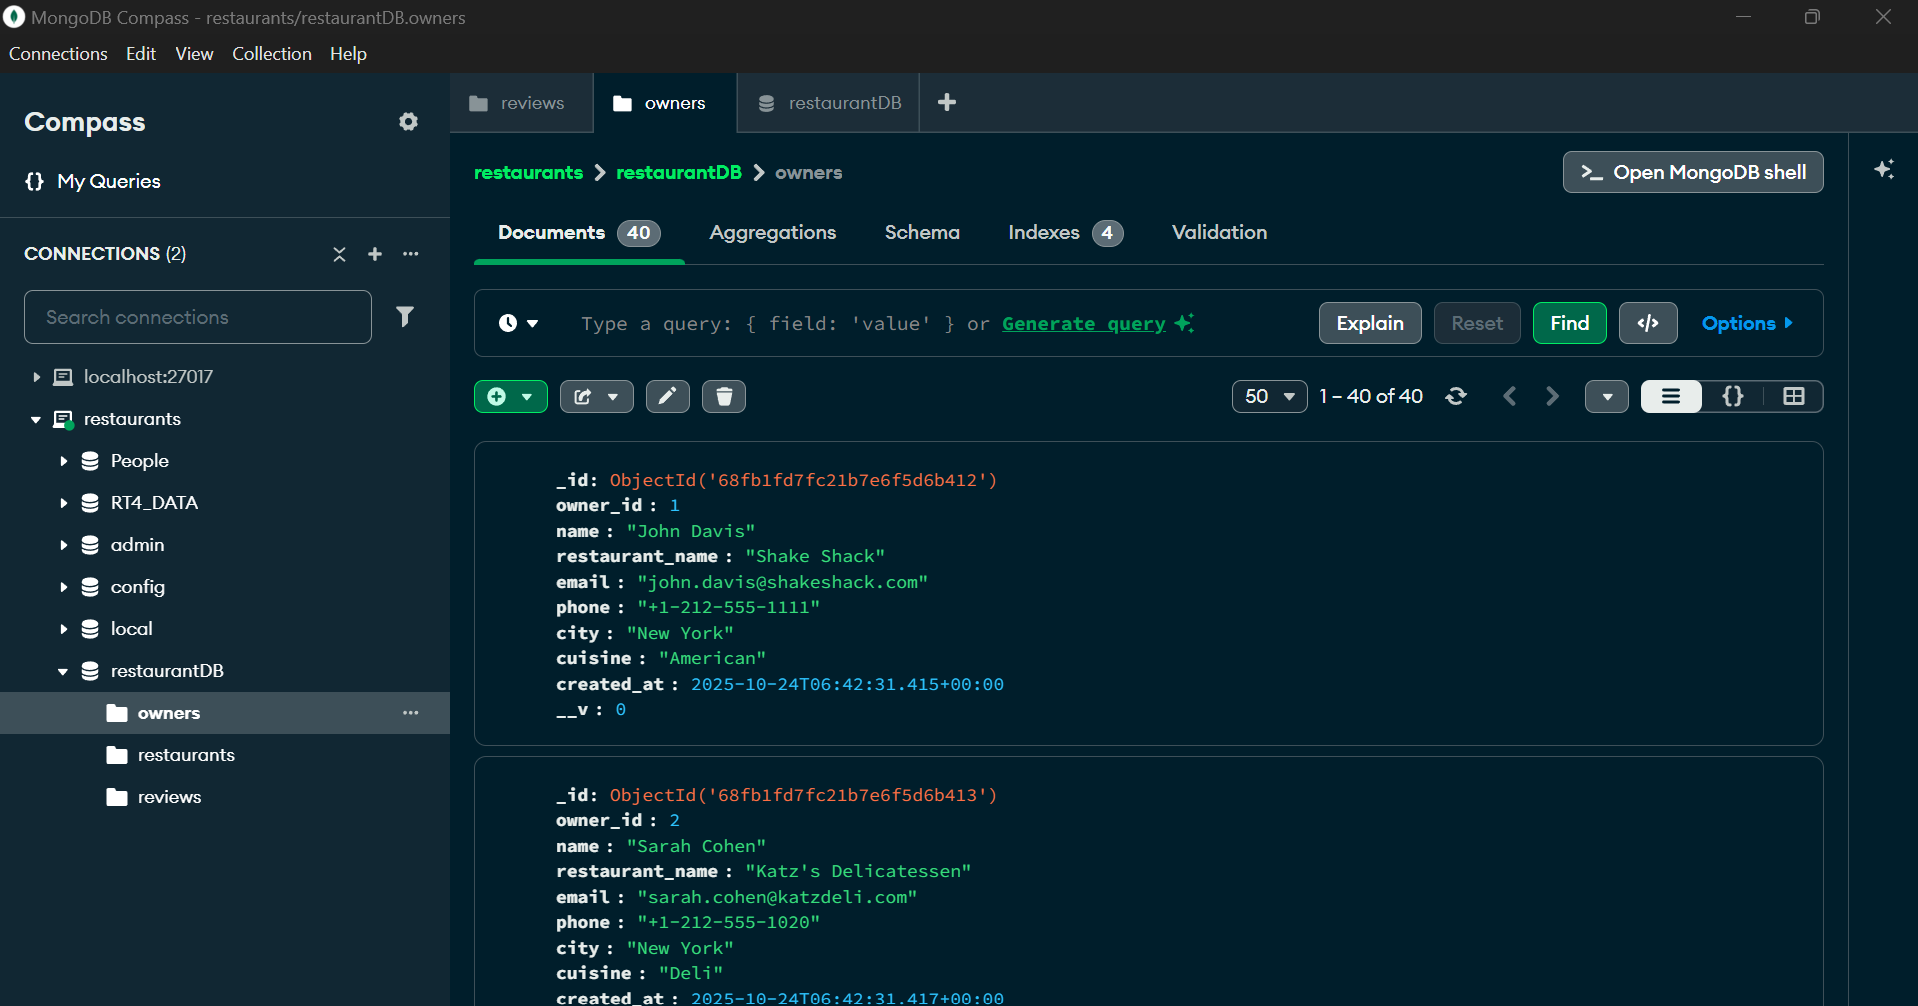 MongoDB Compass - restaurants/restaurantDB.owners
Connections Edit View Collection Help
Compass
{} My Queries
CONNECTIONS (2)
Search connections
localhost:27017
restaurants
People
RT4_DATA
admin
config
local
restaurantDB
owners
restaurants
reviews
reviews owners restaurantDB +
restaurants > restaurantDB > owners
>_ Open MongoDB shell
Documents 40 Aggregations Schema Indexes 4 Validation
Type a query: { field: 'value' } or Generate query
Explain Reset Find </> Options
50 1 – 40 of 40 {}
_id: ObjectId('68fb1fd7fc21b7e6f5d6b412')
owner_id : 1
name : "John Davis"
restaurant_name : "Shake Shack"
email : "john.davis@shakeshack.com"
phone : "+1-212-555-1111"
city : "New York"
cuisine : "American"
created_at : 2025-10-24T06:42:31.415+00:00
__v : 0
_id: ObjectId('68fb1fd7fc21b7e6f5d6b413')
owner_id : 2
name : "Sarah Cohen"
restaurant_name : "Katz's Delicatessen"
email : "sarah.cohen@katzdeli.com"
phone : "+1-212-555-1020"
city : "New York"
cuisine : "Deli"
created_at : 2025-10-24T06:42:31.417+00:00